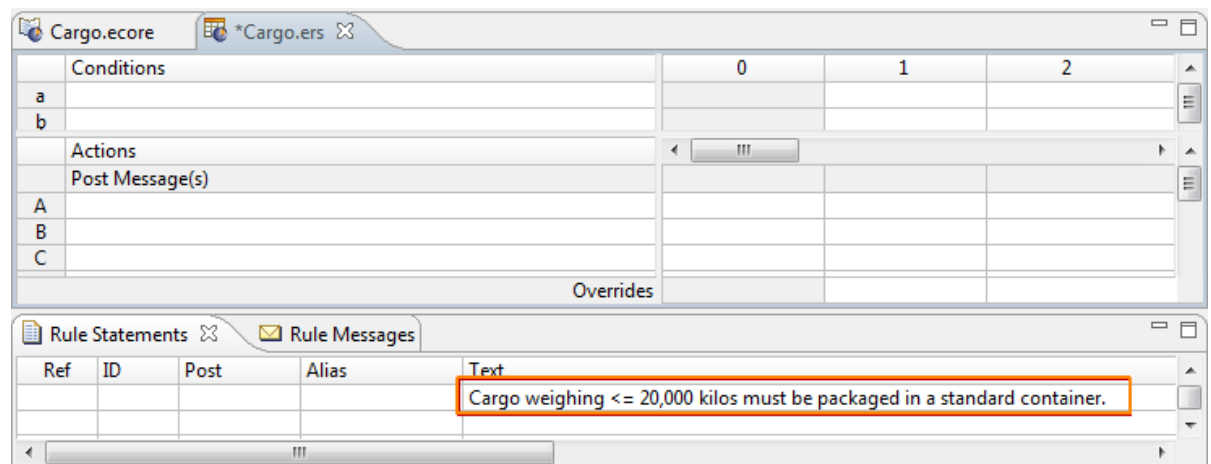 Cargo.ecore *Cargo.ers
Conditions 0 1 2
a
b
Actions
Post Message(s)
A
B
C
Overrides
Rule Statements Rule Messages
Ref ID Post Alias Text
Cargo weighing <= 20,000 kilos must be packaged in a standard container.